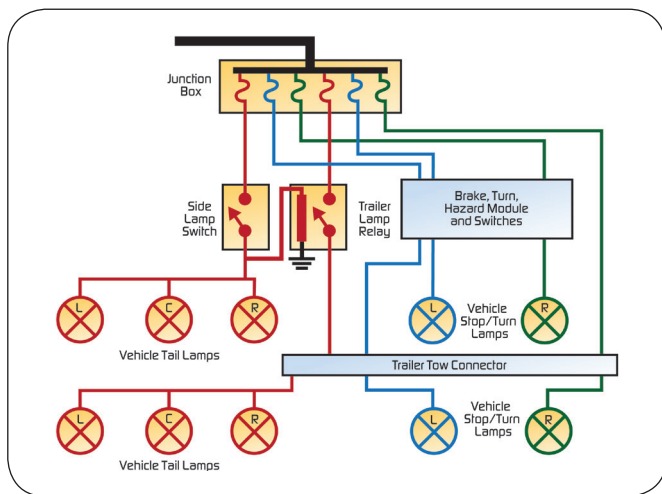 Junction
Box
Side
Lamp
Switch
Trailer
Lamp
Relay
Brake, Turn,
Hazard Module
and Switches
L
C
R
Vehicle Tail Lamps
L
Vehicle
Stop/Turn
Lamps
R
Trailer Tow Connector
L
C
R
Vehicle Tail Lamps
L
Vehicle
Stop/Turn
Lamps
R